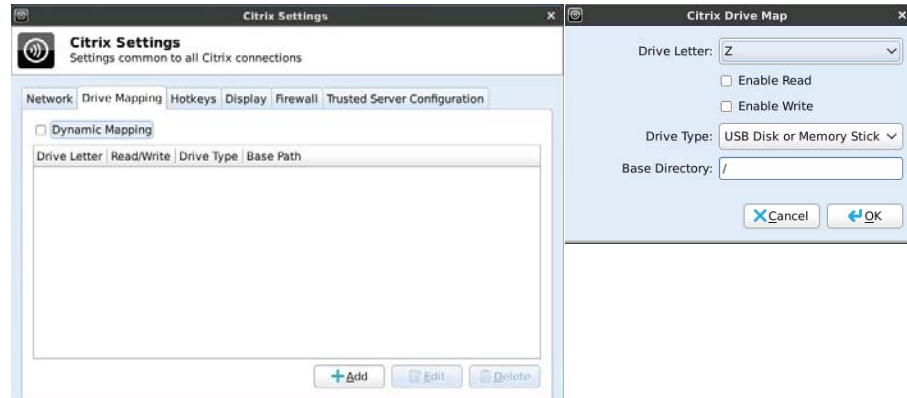 Citrix Settings
Citrix Settings
Settings common to all Citrix connections
Network Drive Mapping Hotkeys Display Firewall Trusted Server Configuration
Dynamic Mapping
Drive Letter Read/Write Drive Type Base Path
Add Edit Delete
Citrix Drive Map
Drive Letter: Z
Enable Read
Enable Write
Drive Type: USB Disk or Memory Stick
Base Directory: /
Cancel OK